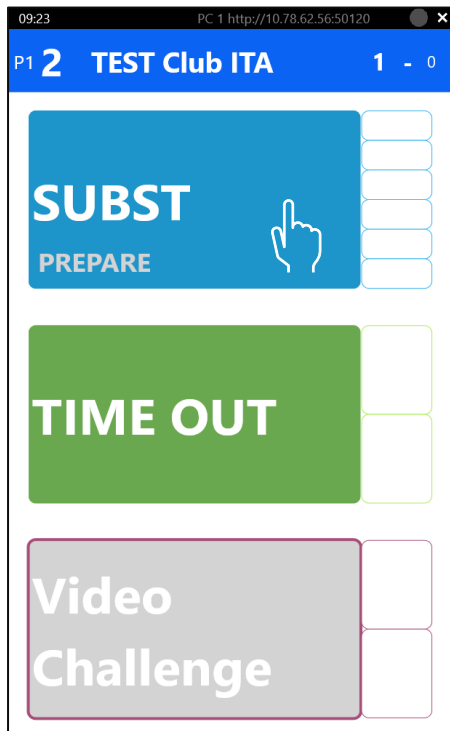 09:23 PC 1 http://10.78.62.56:50120 ×
P1 2 TEST Club ITA 1 - 0
SUBST
PREPARE
TIME OUT
Video
Challenge